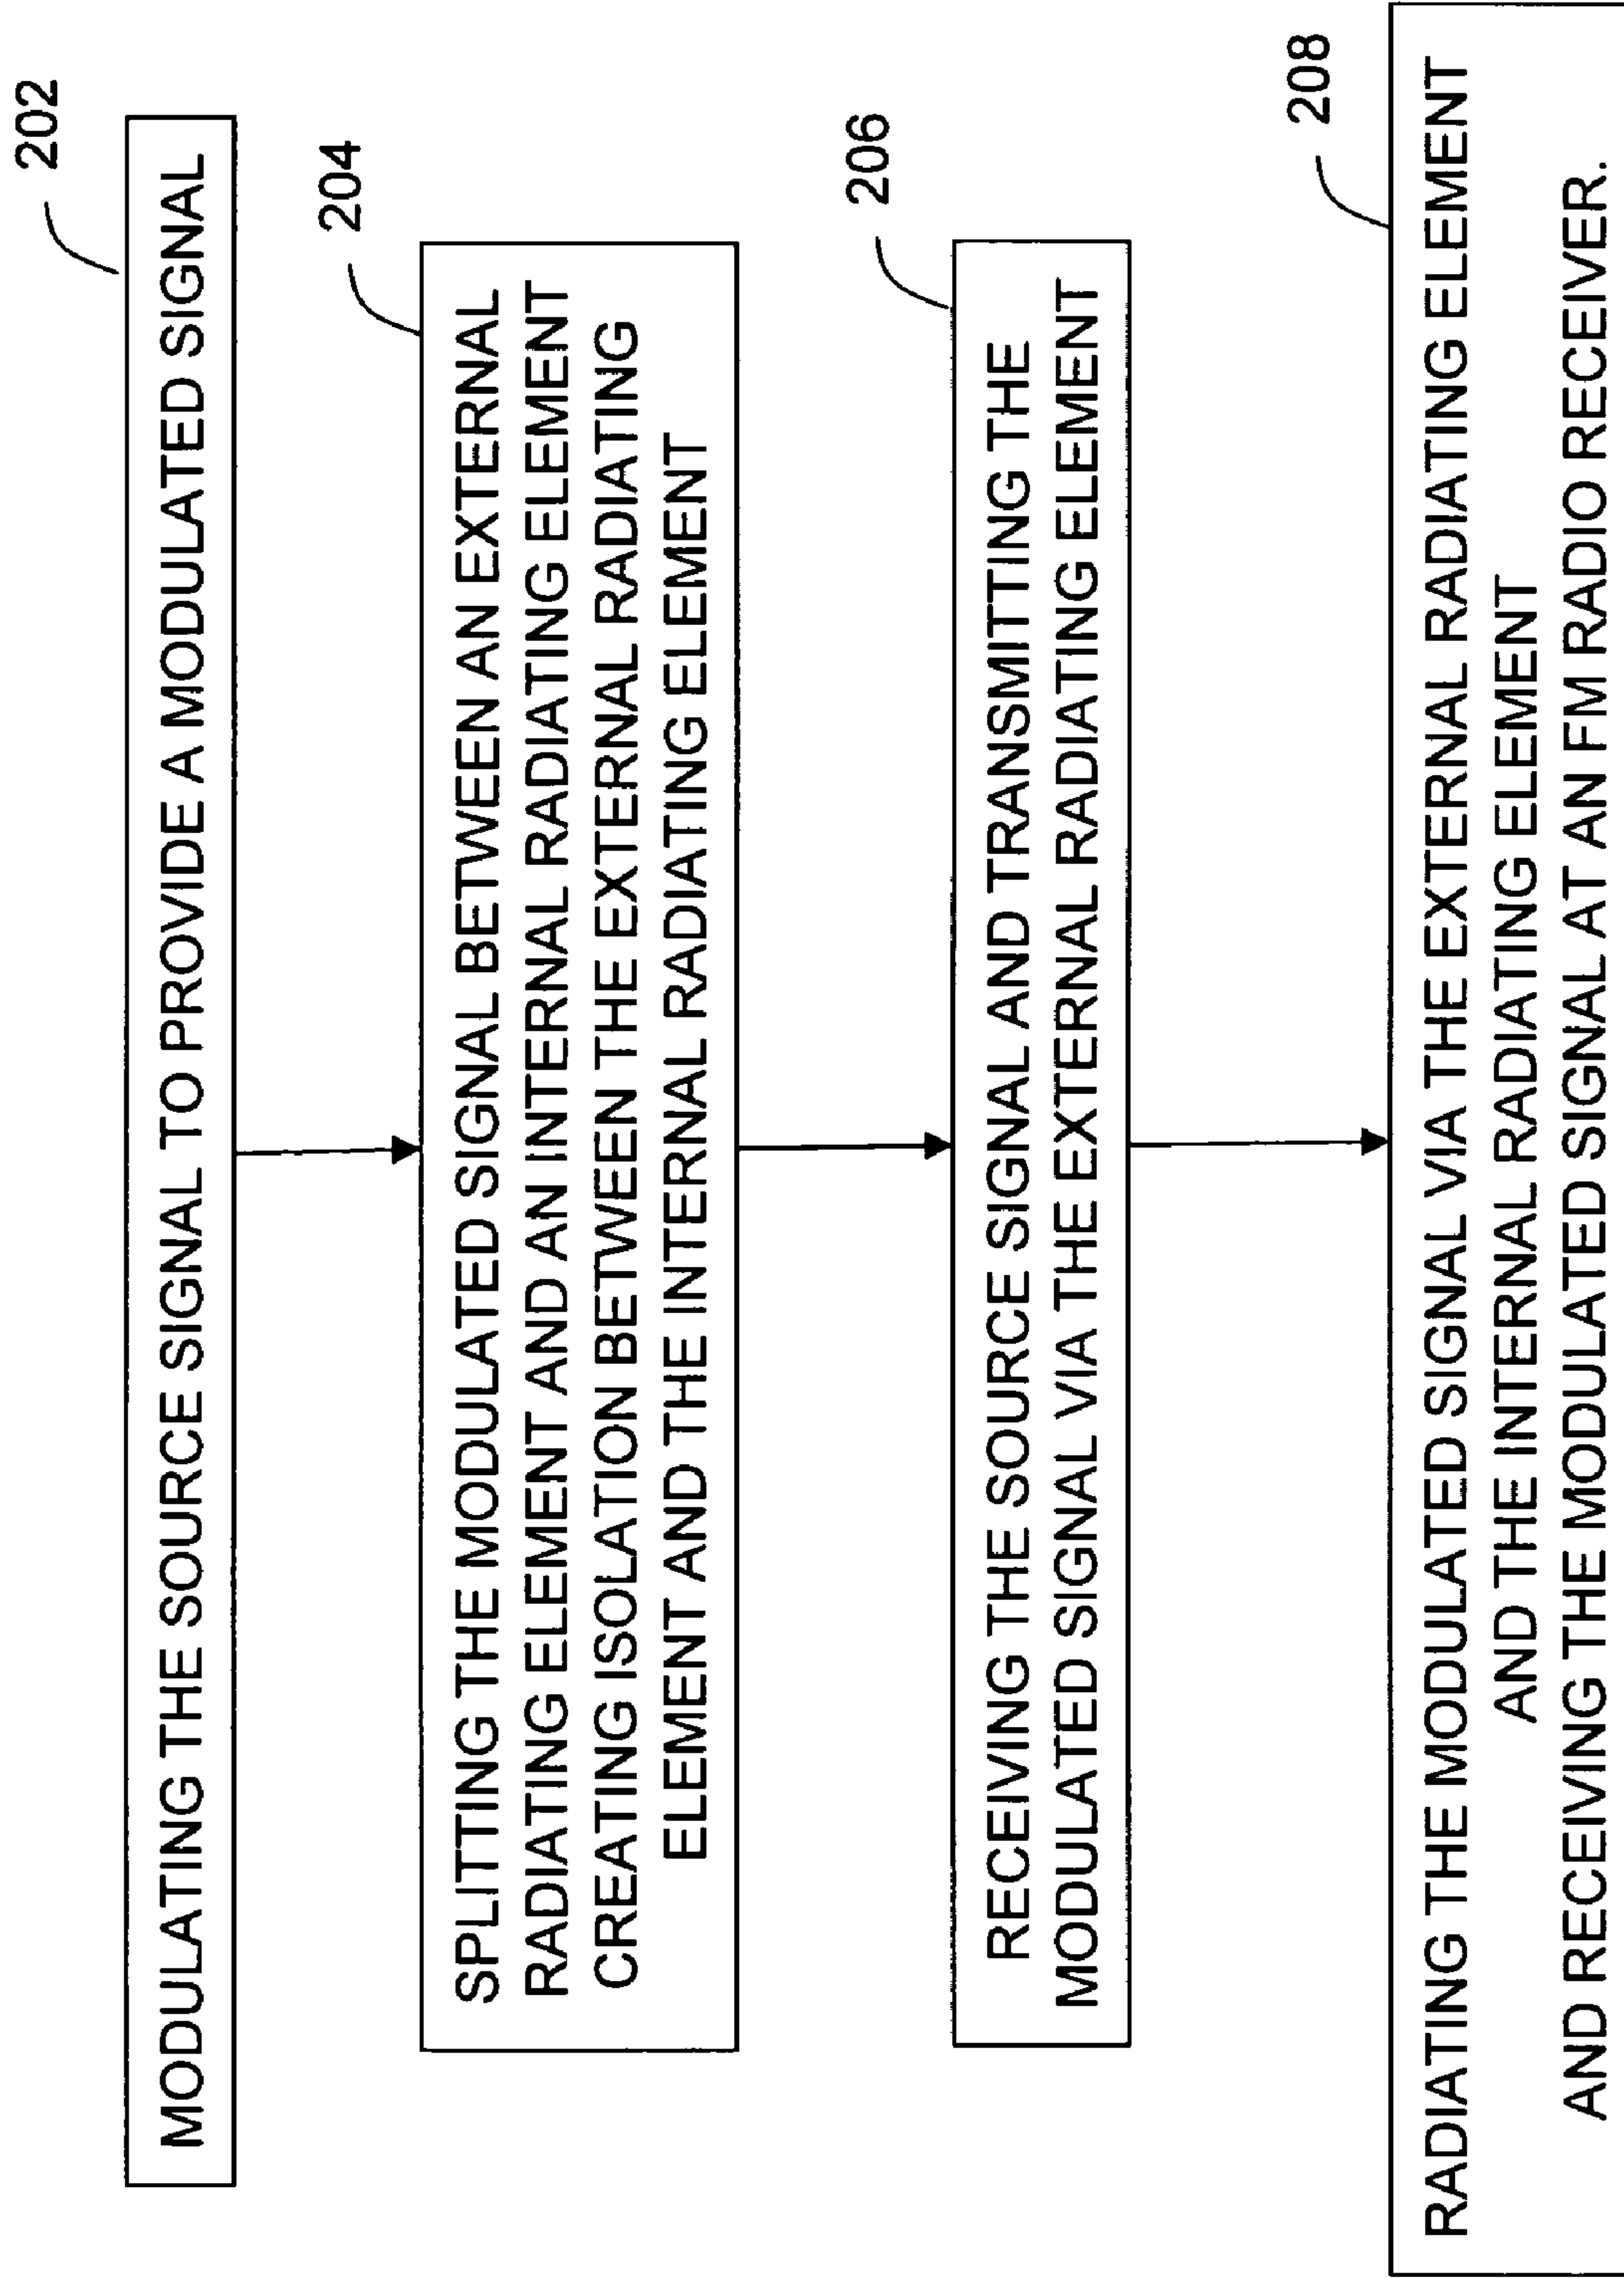 202
MODULATING THE SOURCE SIGNAL TO PROVIDE A MODULATED SIGNAL
204
SPLITTING THE MODULATED SIGNAL BETWEEN AN EXTERNAL
RADIATING ELEMENT AND AN INTERNAL RADIATING ELEMENT
CREATING ISOLATION BETWEEN THE EXTERNAL RADIATING
ELEMENT AND THE INTERNAL RADIATING ELEMENT
206
RECEIVING THE SOURCE SIGNAL AND TRANSMITTING THE
MODULATED SIGNAL VIA THE EXTERNAL RADIATING ELEMENT
208
RADIATING THE MODULATED SIGNAL VIA THE EXTERNAL RADIATING ELEMENT
AND THE INTERNAL RADIATING ELEMENT
AND RECEIVING THE MODULATED SIGNAL AT AN FM RADIO RECEIVER.